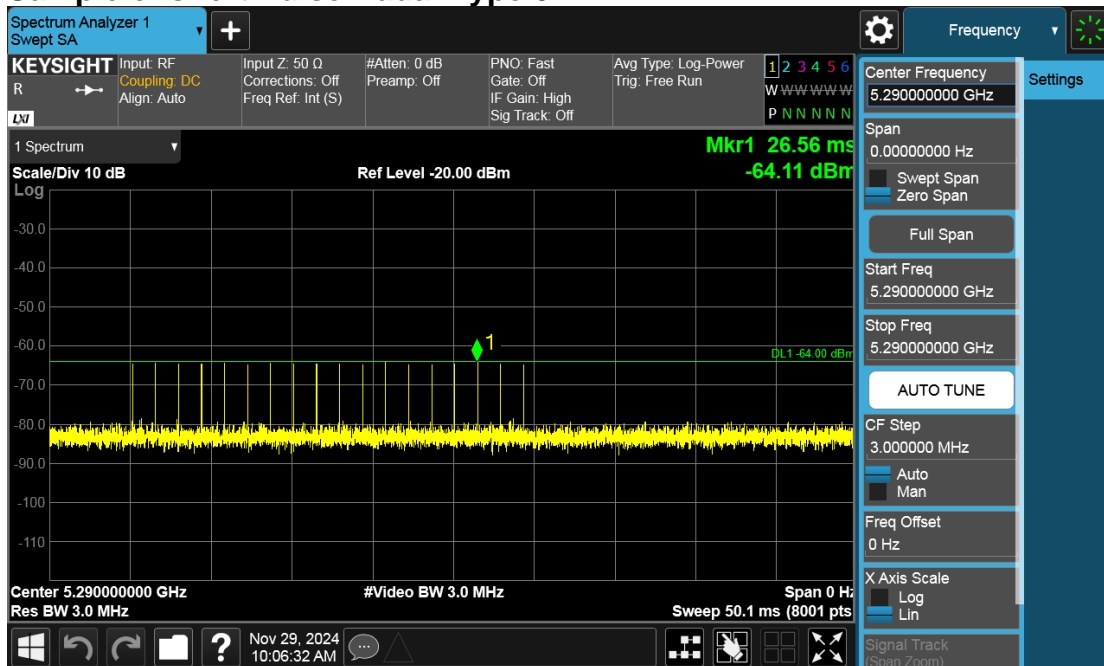 Spectrum Analyzer 1
Swept SA
+
Frequency
KEYSIGHT
R
LXI
Input: RF
Coupling: DC
Align: Auto
Input Z: 50 Ω
Corrections: Off
Freq Ref: Int (S)
#Atten: 0 dB
Preamp: Off
PNO: Fast
Gate: Off
IF Gain: High
Sig Track: Off
Avg Type: Log-Power
Trig: Free Run
1 2 3 4 5 6
W W W W W W
P N N N N N
1 Spectrum
Scale/Div 10 dB
Log
Ref Level -20.00 dBm
Mkr1 26.56 ms
-64.11 dBm
-30.0
-40.0
-50.0
-60.0
-70.0
-80.0
-90.0
-100
-110
1
DL1 -64.00 dBm
Center 5.290000000 GHz
Res BW 3.0 MHz
#Video BW 3.0 MHz
Span 0 Hz
Sweep 50.1 ms (8001 pts
Center Frequency
5.290000000 GHz
Span
0.00000000 Hz
Swept Span
Zero Span
Full Span
Start Freq
5.290000000 GHz
Stop Freq
5.290000000 GHz
AUTO TUNE
CF Step
3.000000 MHz
Auto
Man
Freq Offset
0 Hz
X Axis Scale
Log
Lin
Signal Track
(Span Zoom)
Settings
?
Nov 29, 2024
10:06:32 AM